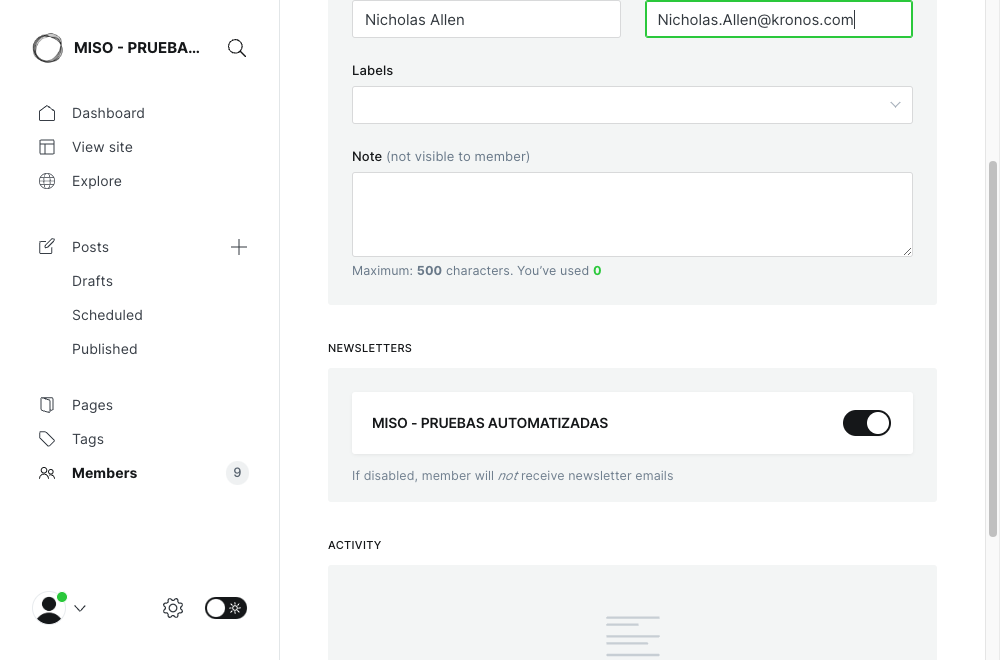 MISO - PRUEBA...
Dashboard
View site
Explore
Posts
Drafts
Scheduled
Published
Pages
Tags
Members 9
Nicholas Allen Nicholas.Allen@kronos.com
Labels
Note (not visible to member)
Maximum: 500 characters. You’ve used 0
NEWSLETTERS
MISO - PRUEBAS AUTOMATIZADAS
If disabled, member will not receive newsletter emails
ACTIVITY